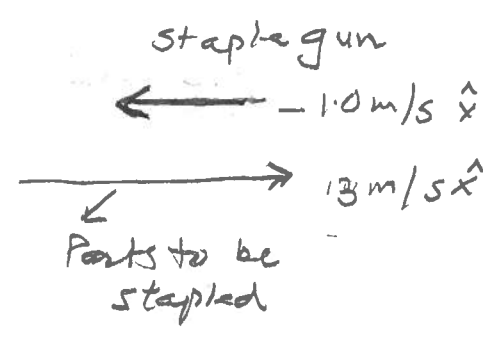 staple gun
- 1.0 m/s x̂
13 m/s x̂
Parts to be
stapled